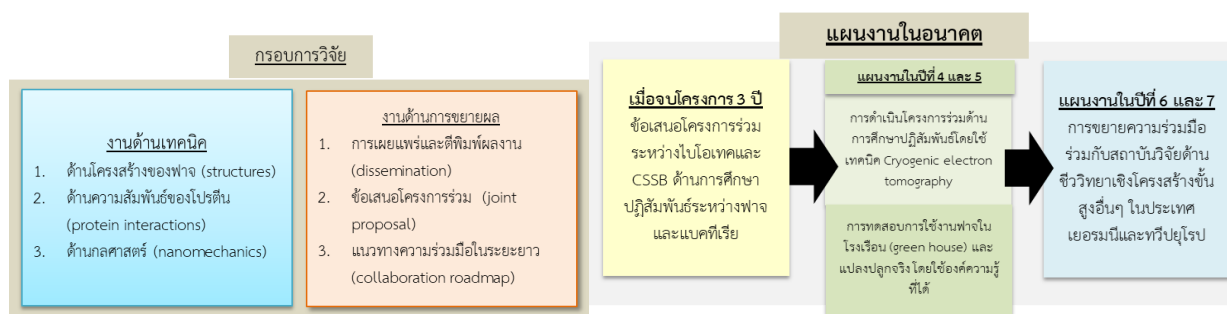 กรอบการวิจัย
งานด้านเทคนิค
1. ด้านโครงสร้างของฟาจ (structures)
2. ด้านความสัมพันธ์ของโปรตีน
(protein interactions)
3. ด้านกลศาสตร์ (nanomechanics)
งานด้านการขยายผล
1. การเผยแพร่และตีพิมพ์ผลงาน
(dissemination)
2. ข้อเสนอโครงการร่วม (joint
proposal)
3. แนวทางความร่วมมือในระยะยาว
(collaboration roadmap)
แผนงานในอนาคต
เมื่อจบโครงการ 3 ปี
ข้อเสนอโครงการร่วม
ระหว่างไบโอเทคและ
CSSB ด้านการศึกษา
ปฏิสัมพันธ์ระหว่างฟาจ
และแบคทีเรีย
แผนงานในปีที่ 4 และ 5
การดำเนินโครงการร่วมด้าน
การศึกษาปฏิสัมพันธ์โดยใช้
เทคนิค Cryogenic electron
tomography
การทดสอบการใช้งานฟาจใน
โรงเรือน (green house) และ
แปลงปลูกจริง โดยใช้องค์ความรู้
ที่ได้
แผนงานในปีที่ 6 และ 7
การขยายความร่วมมือ
ร่วมกับสถาบันวิจัยด้าน
ชีววิทยาเชิงโครงสร้างขั้น
สูงอื่นๆ ในประเทศ
เยอรมนีและทวีปยุโรป